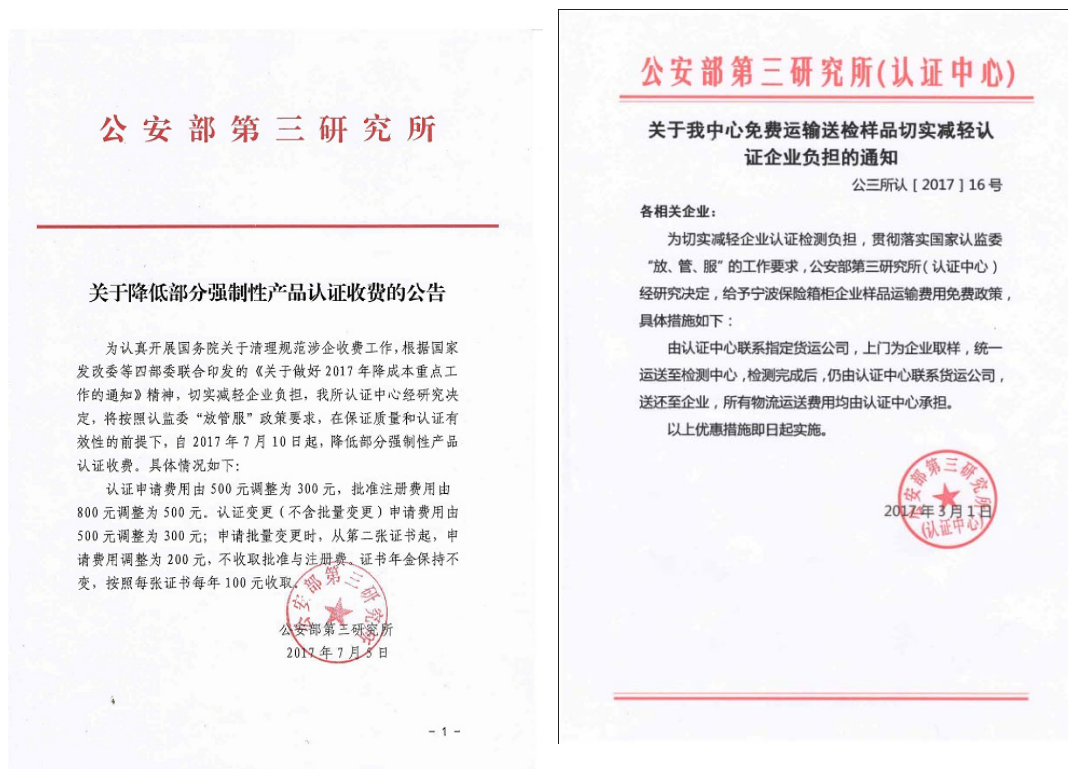 公安部第三研究所
关于降低部分强制性产品认证收费的公告
为认真开展国务院关于清理规范涉企收费工作,根据国家
发改委等四部委联合印发的《关于做好2017年降成本重点工
作的通知》精神，切实减轻企业负担，我所认证中心经研究决
定，将按照认监委“放管服”政策要求，在保证质量和认证有
效性的前提下，自2017年7月10日起，降低部分强制性产品
认证收费。具体情况如下：
认证申请费用由500元调整为300元，批准注册费用由
800元调整为500元。认证变更（不含批量变更）申请费用由
500元调整为300元；申请批量变更时，从第二张证书起，申
请费用调整为200元，不收取批准与注册费。证书年金保持不
变，按照每张证书每年100元收取。
公安部第三研究所
公安部第三研究所
2017年7月5日
- 1 -
公安部第三研究所(认证中心)
关于我中心免费运输送检样品切实减轻认
证企业负担的通知
公三所认［2017］16号
各相关企业：
为切实减轻企业认证检测负担，贯彻落实国家认监委
“放、管、服”的工作要求，公安部第三研究所（认证中心）
经研究决定，给予宁波保险箱柜企业样品运输费用免费政策，
具体措施如下：
由认证中心联系指定货运公司，上门为企业取样，统一
运送至检测中心，检测完成后，仍由认证中心联系货运公司，
送还至企业，所有物流运送费用均由认证中心承担。
以上优惠措施即日起实施。
公安部第三研究所
2017年3月1日
(认证中心)